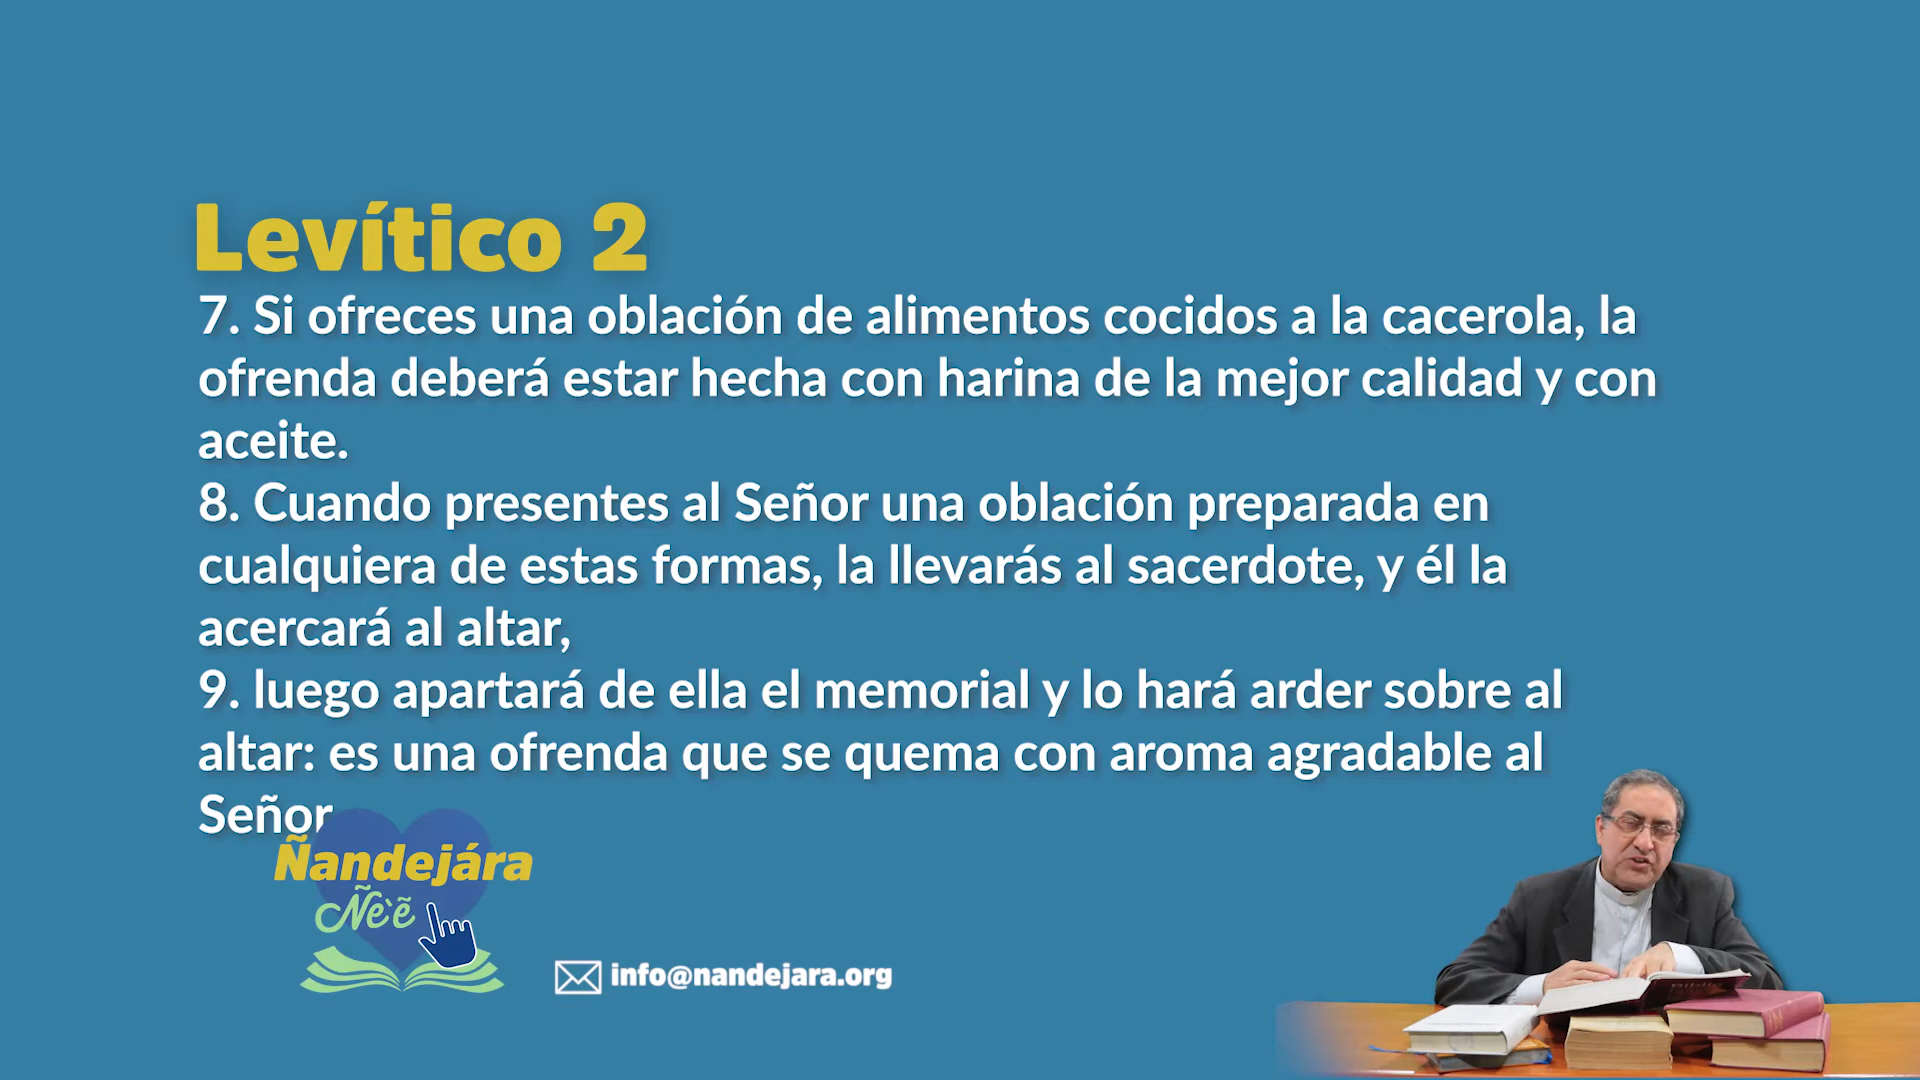 Levítico 2
7. Si ofreces una oblación de alimentos cocidos a la cacerola, la
ofrenda deberá estar hecha con harina de la mejor calidad y con
aceite.
8. Cuando presentes al Señor una oblación preparada en
cualquiera de estas formas, la llevarás al sacerdote, y él la
acercará al altar,
9. luego apartará de ella el memorial y lo hará arder sobre al
altar: es una ofrenda que se quema con aroma agradable al
Señor
Ñandejára
Ñe'ẽ
info@nandejara.org